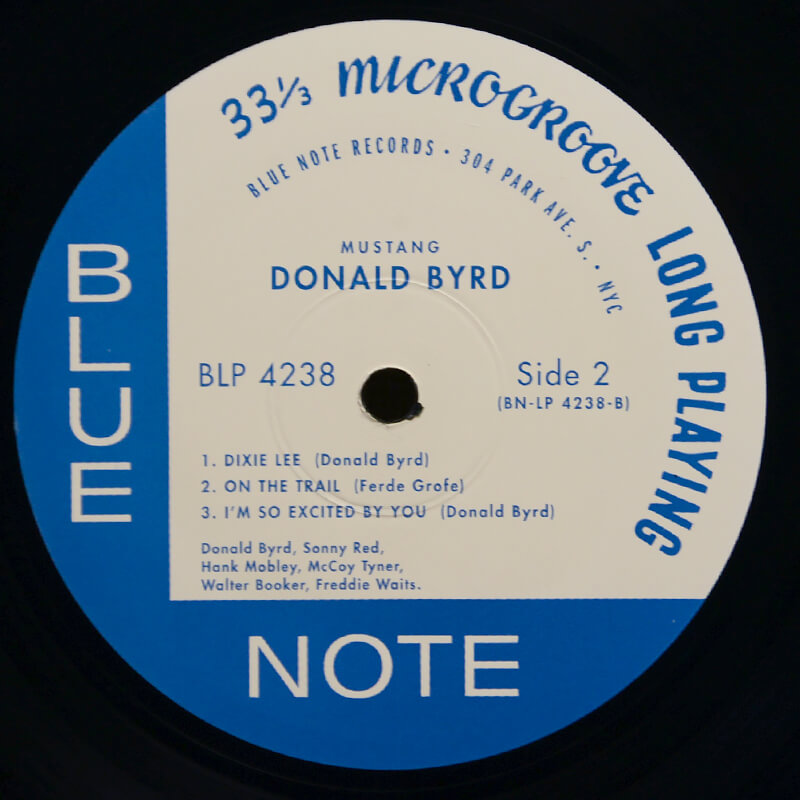 33⅓ MICROGROOVE LONG PLAYING
BLUE NOTE RECORDS • 304 PARK AVE. S. • NYC
MUSTANG
DONALD BYRD
BLP 4238
Side 2
(BN-LP 4238-B)
1. DIXIE LEE (Donald Byrd)
2. ON THE TRAIL (Ferde Grofe)
3. I'M SO EXCITED BY YOU (Donald Byrd)
Donald Byrd, Sonny Red,
Hank Mobley, McCoy Tyner,
Walter Booker, Freddie Waits.
BLUE
NOTE